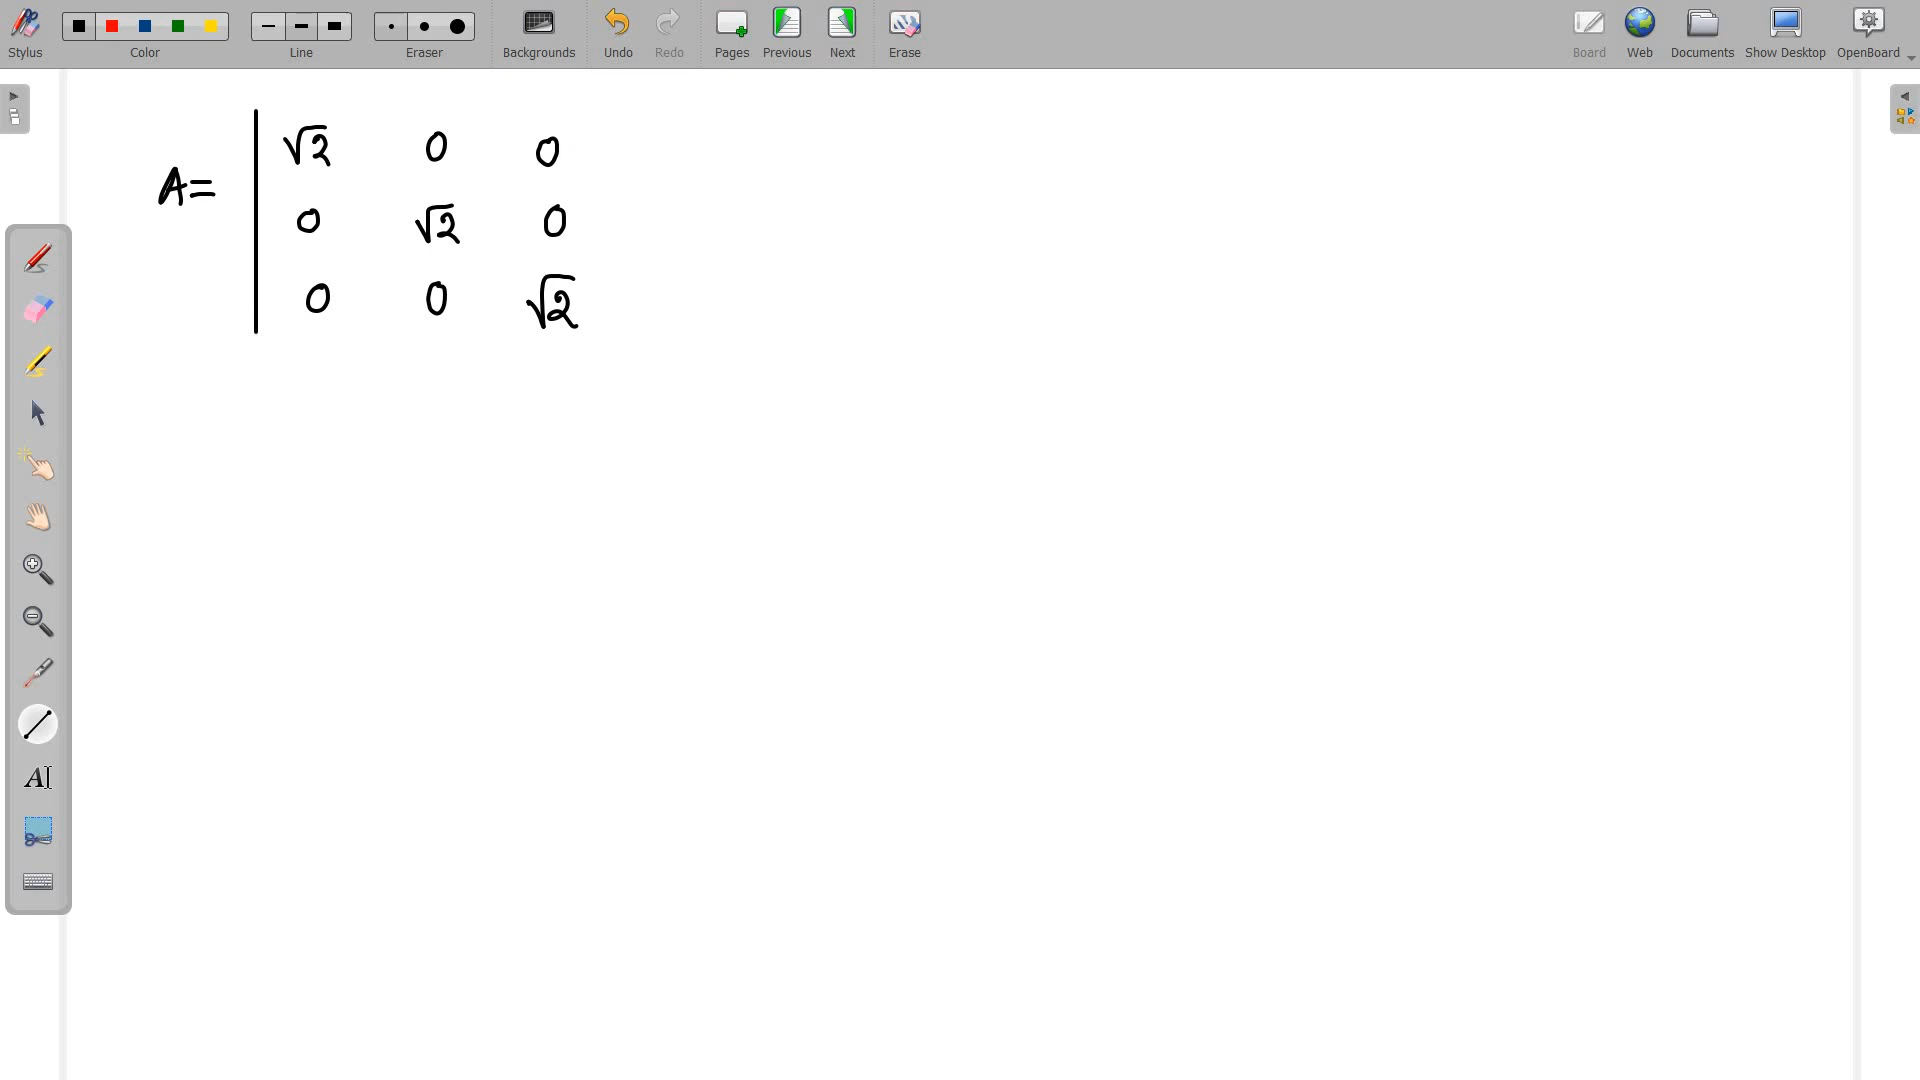 Stylus Color Line Eraser Backgrounds Undo Redo Pages Previous Next Erase Board Web Documents Show Desktop OpenBoard
√2 0 0
A=
0 √2 0
0 0 √2
AI